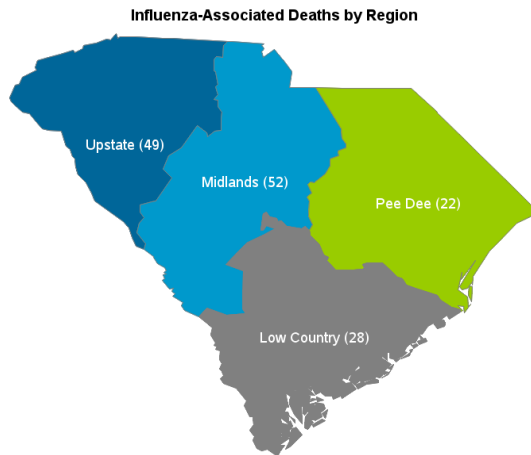 Influenza-Associated Deaths by Region
Upstate (49)
Midlands (52)
Pee Dee (22)
Low Country (28)